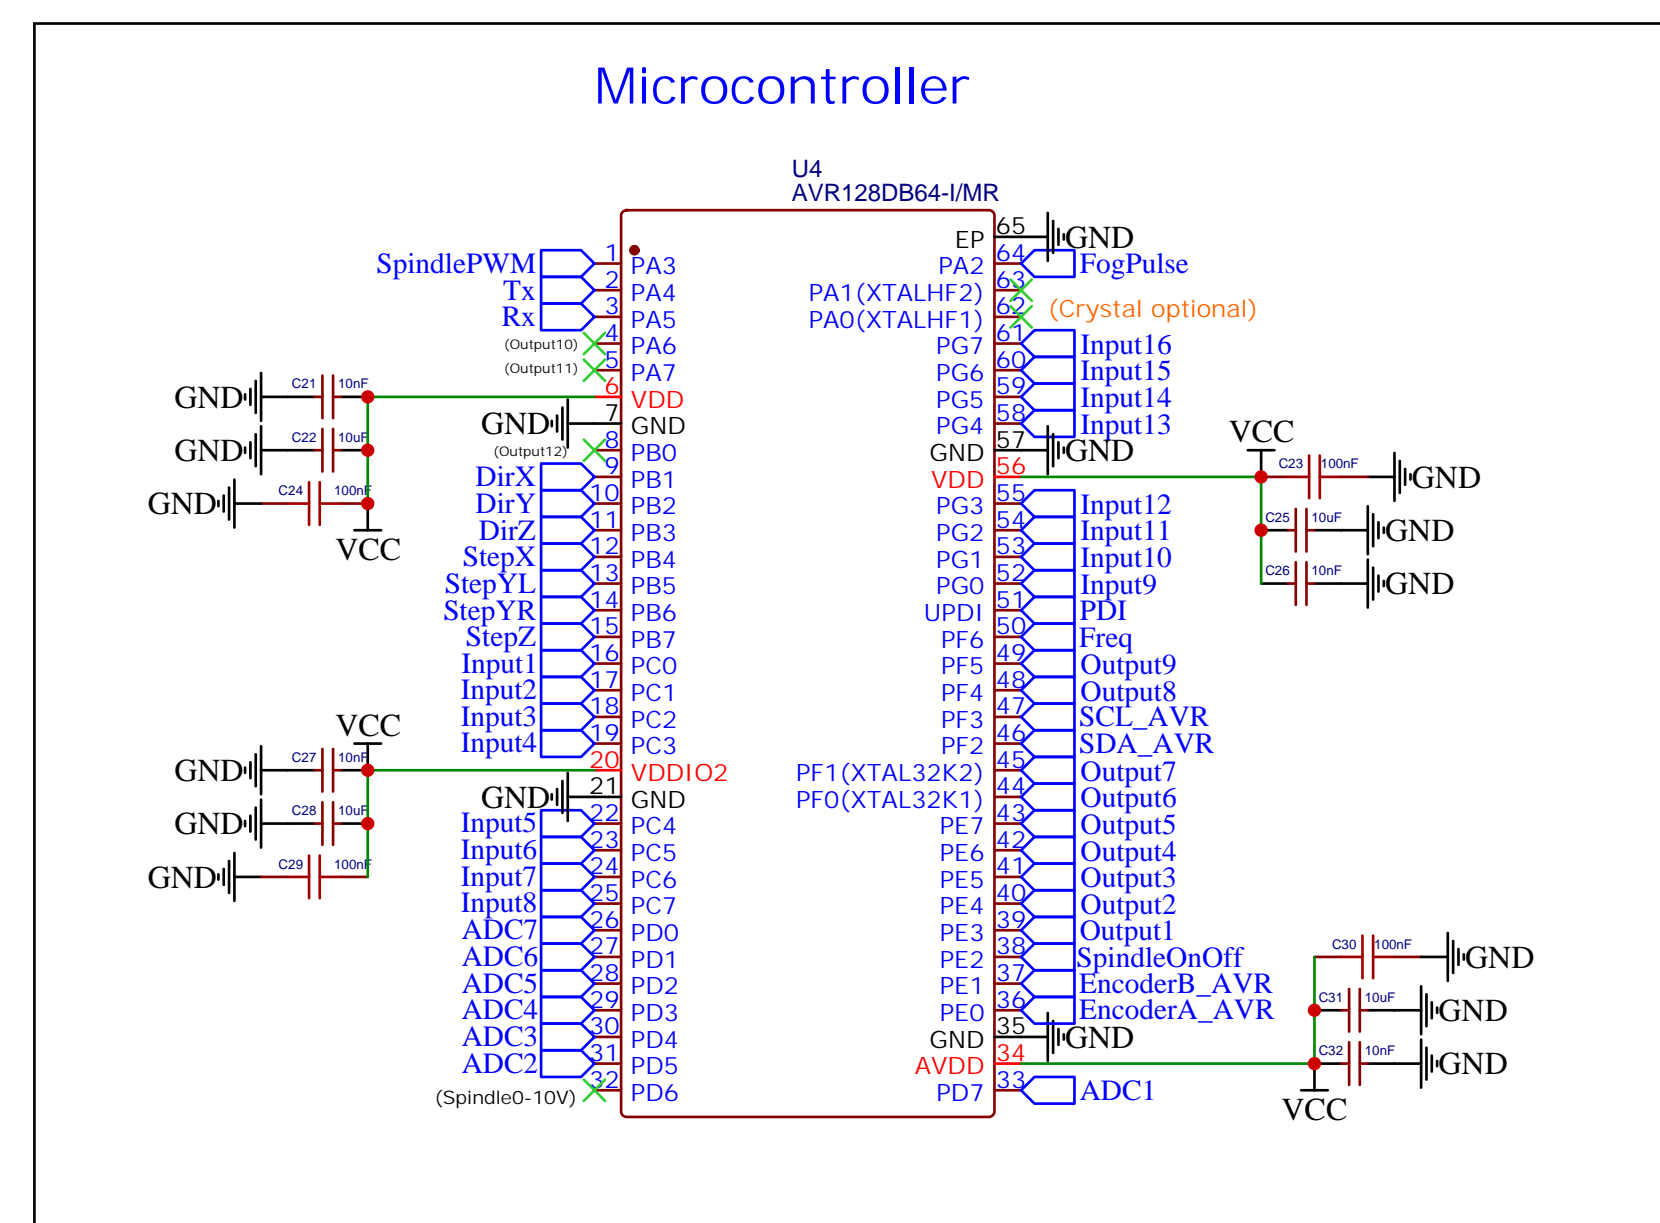 Microcontroller
U4
AVR128DB64-I/MR
EP 65 GND
SpindlePWM 1 PA3 PA2 64 FogPulse
Tx 2 PA4 PA1(XTALHF2) 63
Rx 3 PA5 PA0(XTALHF1) 62 (Crystal optional)
(Output10) 4 PA6 PG7 61 Input16
(Output11) 5 PA7 PG6 60 Input15
GND C21 10nF 6 VDD PG5 59 Input14
GND 7 GND PG4 58 Input13
GND C22 10uF (Output12) 8 PB0 GND 57 GND VCC
DirX 9 PB1 VDD 56 C23 100nF GND
GND C24 100nF DirY 10 PB2 PG3 55 Input12
DirZ 11 PB3 PG2 54 Input11 C25 10uF GND
VCC StepX 12 PB4 PG1 53 Input10
StepYL 13 PB5 PG0 52 Input9 C26 10nF GND
StepYR 14 PB6 UPDI 51 PDI
StepZ 15 PB7 PF6 50 Freq
Input1 16 PC0 PF5 49 Output9
Input2 17 PC1 PF4 48 Output8
VCC Input3 18 PC2 PF3 47 SCL_AVR
Input4 19 PC3 PF2 46 SDA_AVR
GND C27 10nF 20 VDDIO2 PF1(XTAL32K2) 45 Output7
GND 21 GND PF0(XTAL32K1) 44 Output6
GND C28 10uF Input5 22 PC4 PE7 43 Output5
Input6 23 PC5 PE6 42 Output4
GND C29 100nF Input7 24 PC6 PE5 41 Output3
Input8 25 PC7 PE4 40 Output2
ADC7 26 PD0 PE3 39 Output1
ADC6 27 PD1 PE2 38 SpindleOnOff C30 100nF GND
ADC5 28 PD2 PE1 37 EncoderB_AVR
ADC4 29 PD3 PE0 36 EncoderA_AVR C31 10uF GND
ADC3 30 PD4 GND 35 GND
ADC2 31 PD5 AVDD 34 C32 10nF GND
(Spindle0-10V) 32 PD6 PD7 33 ADC1 VCC